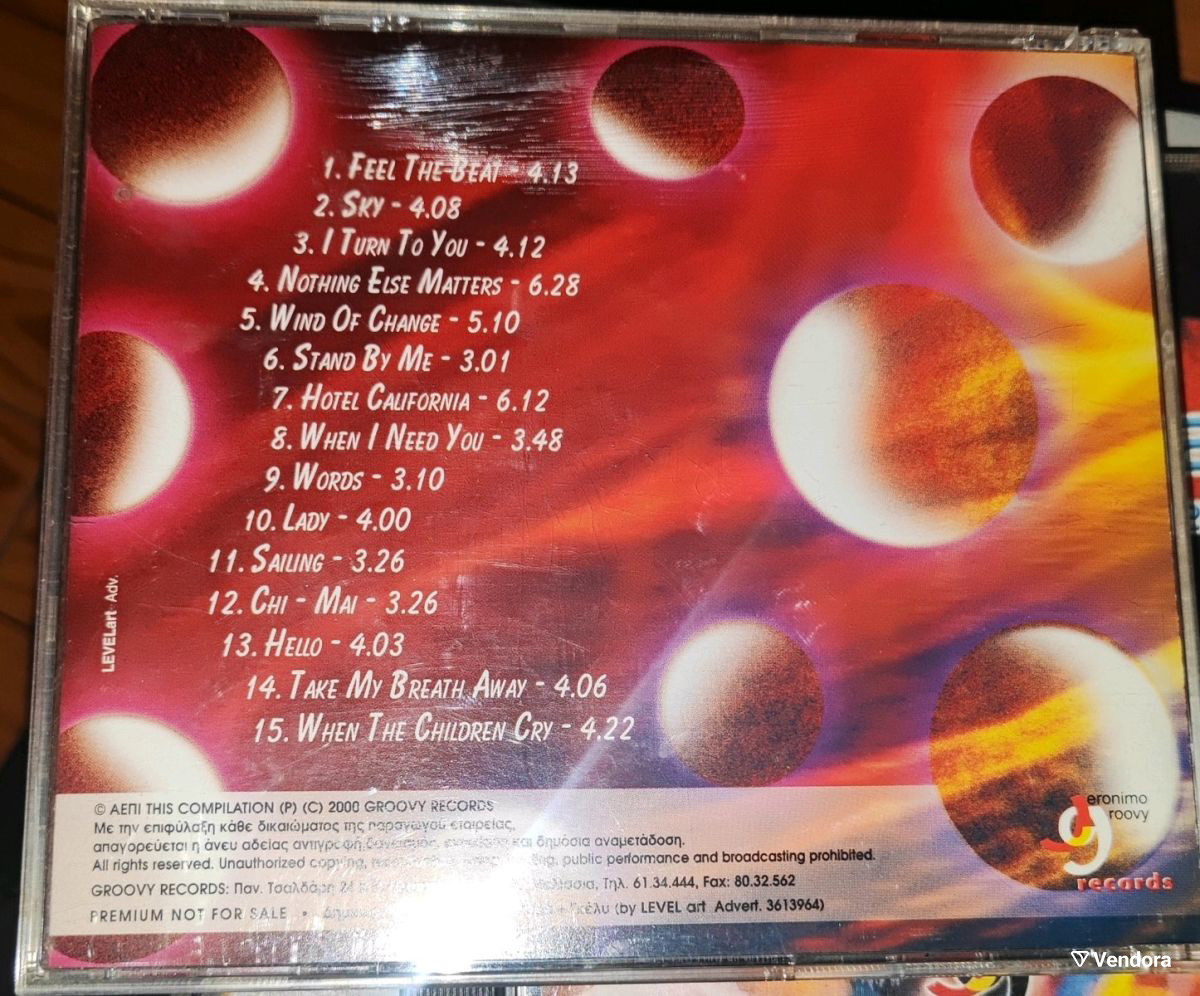 1. FEEL THE BEAT - 4.13
2. SKY - 4.08
3. I TURN TO YOU - 4.12
4. NOTHING ELSE MATTERS - 6.28
5. WIND OF CHANGE - 5.10
6. STAND BY ME - 3.01
7. HOTEL CALIFORNIA - 6.12
8. WHEN I NEED YOU - 3.48
9. WORDS - 3.10
10. LADY - 4.00
11. SAILING - 3.26
12. CHI - MAI - 3.26
13. HELLO - 4.03
14. TAKE MY BREATH AWAY - 4.06
15. WHEN THE CHILDREN CRY - 4.22
LEVELart Adv.
© ΑΕΠΙ THIS COMPILATION (P) (C) 2000 GROOVY RECORDS
Με την επιφύλαξη κάθε δικαιώματος της παραγωγού εταιρείας,
απαγορεύεται η άνευ αδείας αντιγραφή, και δημόσια αναμετάδοση.
All rights reserved. Unauthorized copying, public performance and broadcasting prohibited.
GROOVY RECORDS: Παν. Τσαλδάρη Μελίσσια, Τηλ. 61.34.444, Fax: 80.32.562
PREMIUM NOT FOR SALE • (by LEVEL art Advert. 3613964)
Jeronimo
Groovy
records
Vendora